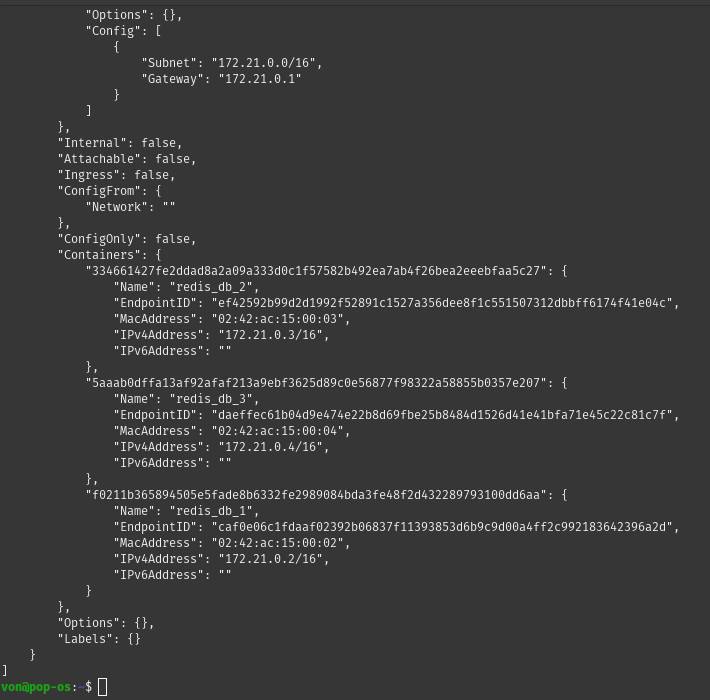 "Options": {},
"Config": [
{
"Subnet": "172.21.0.0/16",
"Gateway": "172.21.0.1"
}
]
},
"Internal": false,
"Attachable": false,
"Ingress": false,
"ConfigFrom": {
"Network": ""
},
"ConfigOnly": false,
"Containers": {
"334661427fe2ddad8a2a09a333d0c1f57582b492ea7ab4f26bea2eeebfaa5c27": {
"Name": "redis_db_2",
"EndpointID": "ef42592b99d2d1992f52891c1527a356dee8f1c551507312dbbff6174f41e04c",
"MacAddress": "02:42:ac:15:00:03",
"IPv4Address": "172.21.0.3/16",
"IPv6Address": ""
},
"5aaab0dffa13af92afaf213a9ebf3625d89c0e56877f98322a58855b0357e207": {
"Name": "redis_db_3",
"EndpointID": "daeffec61b04d9e474e22b8d69fbe25b8484d1526d41e41bfa71e45c22c81c7f",
"MacAddress": "02:42:ac:15:00:04",
"IPv4Address": "172.21.0.4/16",
"IPv6Address": ""
},
"f0211b365894505e5fade8b6332fe2989084bda3fe48f2d432289793100dd6aa": {
"Name": "redis_db_1",
"EndpointID": "caf0e06c1fdaaf02392b06837f11393853d6b9c9d00a4ff2c992183642396a2d",
"MacAddress": "02:42:ac:15:00:02",
"IPv4Address": "172.21.0.2/16",
"IPv6Address": ""
}
},
"Options": {},
"Labels": {}
}
]
von@pop-os:~$